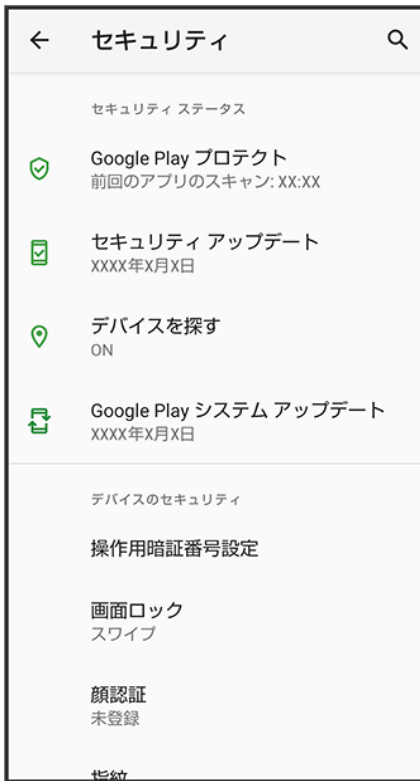 セキュリティ
セキュリティ ステータス
Google Play プロテクト
前回のアプリのスキャン: XX:XX
セキュリティ アップデート
XXXX年X月X日
デバイスを探す
ON
Google Play システム アップデート
XXXX年X月X日
デバイスのセキュリティ
操作用暗証番号設定
画面ロック
スワイプ
顔認証
未登録
指紋